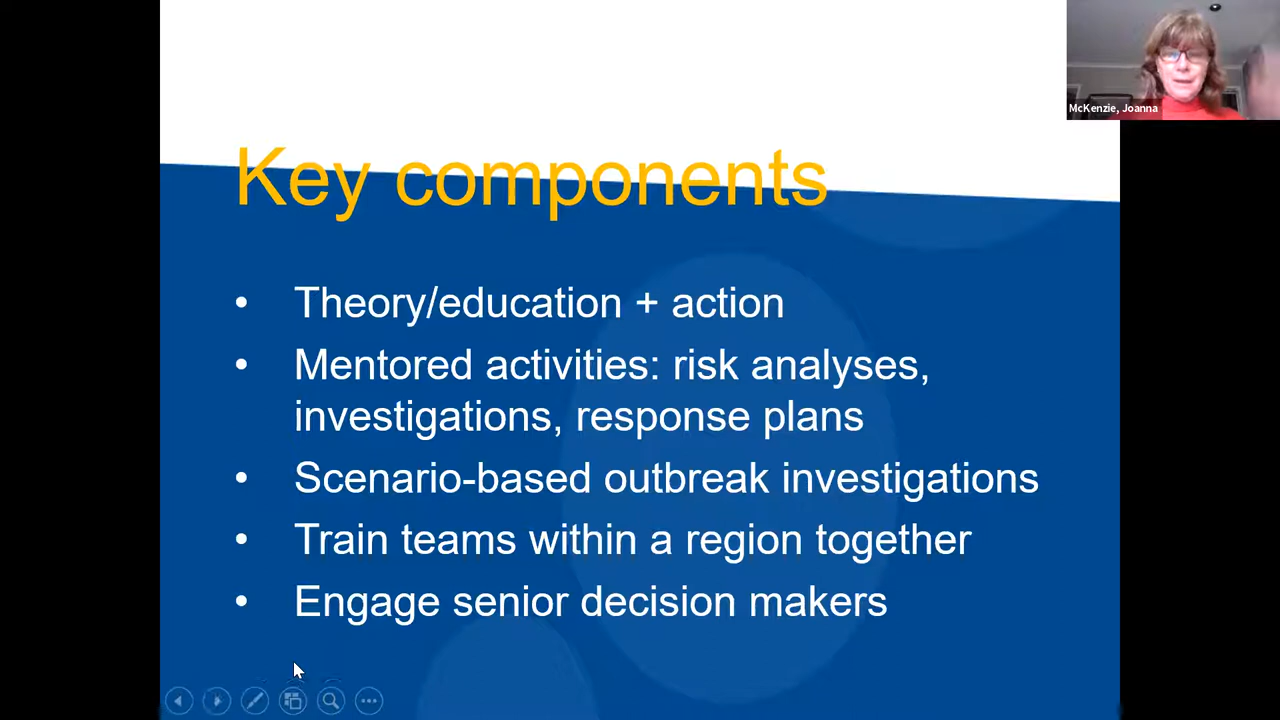 McKenzie, Joanna
Key components
• Theory/education + action
• Mentored activities: risk analyses,
investigations, response plans
• Scenario-based outbreak investigations
• Train teams within a region together
• Engage senior decision makers